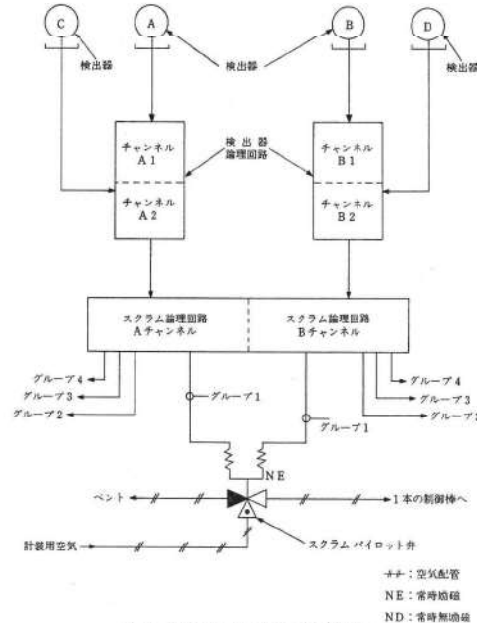 C
A
B
D
検出器
検出器
検出器
チャンネル
A1
検出器
論理回路
チャンネル
B1
チャンネル
A2
チャンネル
B2
スクラム論理回路
Aチャンネル
スクラム論理回路
Bチャンネル
グループ4
グループ3
グループ2
グループ1
グループ1
グループ4
グループ3
グループ2
NE
ベント
1本の制御棒へ
計装用空気
スクラムパイロット弁
:空気配管
NE:常時励磁
ND:常時無励磁